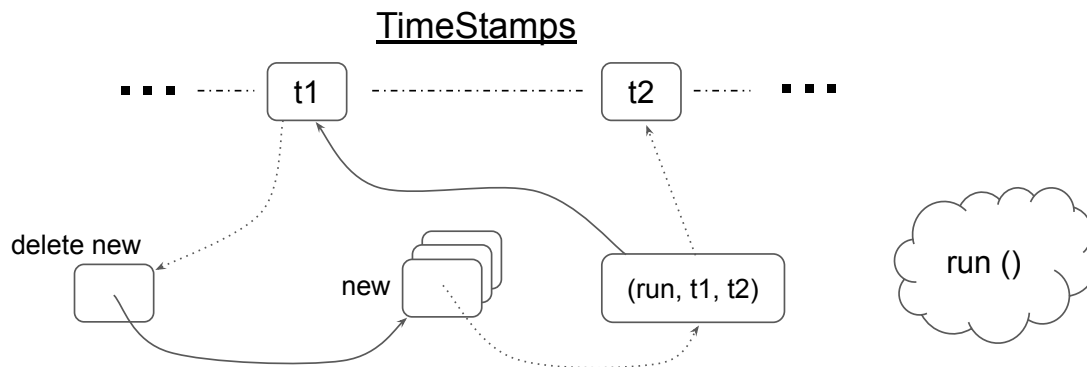 TimeStamps
t1
t2
delete new
new
(run, t1, t2)
run ()